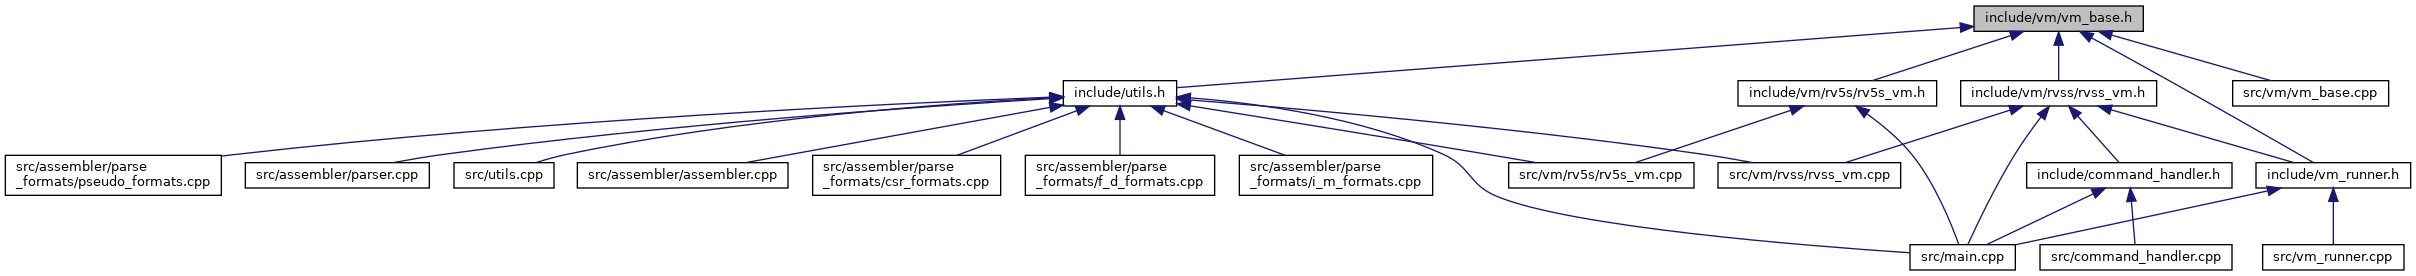 include/vm/vm_base.h
include/utils.h
include/vm/rv5s/rv5s_vm.h
include/vm/rvss/rvss_vm.h
src/vm/vm_base.cpp
src/assembler/parse
_formats/pseudo_formats.cpp
src/assembler/parser.cpp
src/utils.cpp
src/assembler/assembler.cpp
src/assembler/parse
_formats/csr_formats.cpp
src/assembler/parse
_formats/f_d_formats.cpp
src/assembler/parse
_formats/i_m_formats.cpp
src/vm/rv5s/rv5s_vm.cpp
src/vm/rvss/rvss_vm.cpp
include/command_handler.h
include/vm_runner.h
src/main.cpp
src/command_handler.cpp
src/vm_runner.cpp